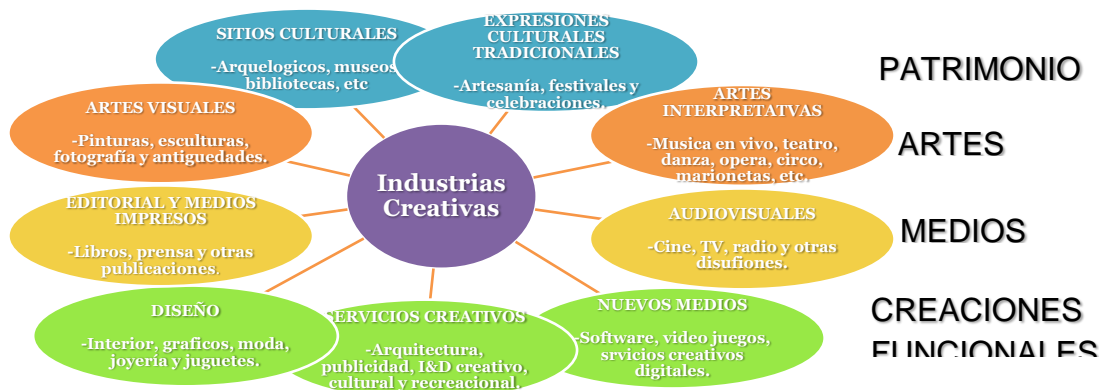 SITIOS CULTURALES
-Arquelogicos, museos,
bibliotecas, etc
EXPRESIONES
CULTURALES
TRADICIONALES
-Artesanía, festivales y
celebraciones.
PATRIMONIO
ARTES VISUALES
-Pinturas, esculturas,
fotografía y antiguedades.
ARTES
INTERPRETATVAS
-Musica en vivo, teatro,
danza, opera, circo,
marionetas, etc.
ARTES
Industrias
Creativas
EDITORIAL Y MEDIOS
IMPRESOS
-Libros, prensa y otras
publicaciones.
AUDIOVISUALES
-Cine, TV, radio y otras
disufiones.
MEDIOS
DISEÑO
-Interior, graficos, moda,
joyería y juguetes.
SERVICIOS CREATIVOS
-Arquitectura,
publicidad, I&D creativo,
cultural y recreacional.
NUEVOS MEDIOS
-Software, video juegos,
srvicios creativos
digitales.
CREACIONES
FUNCIONALES